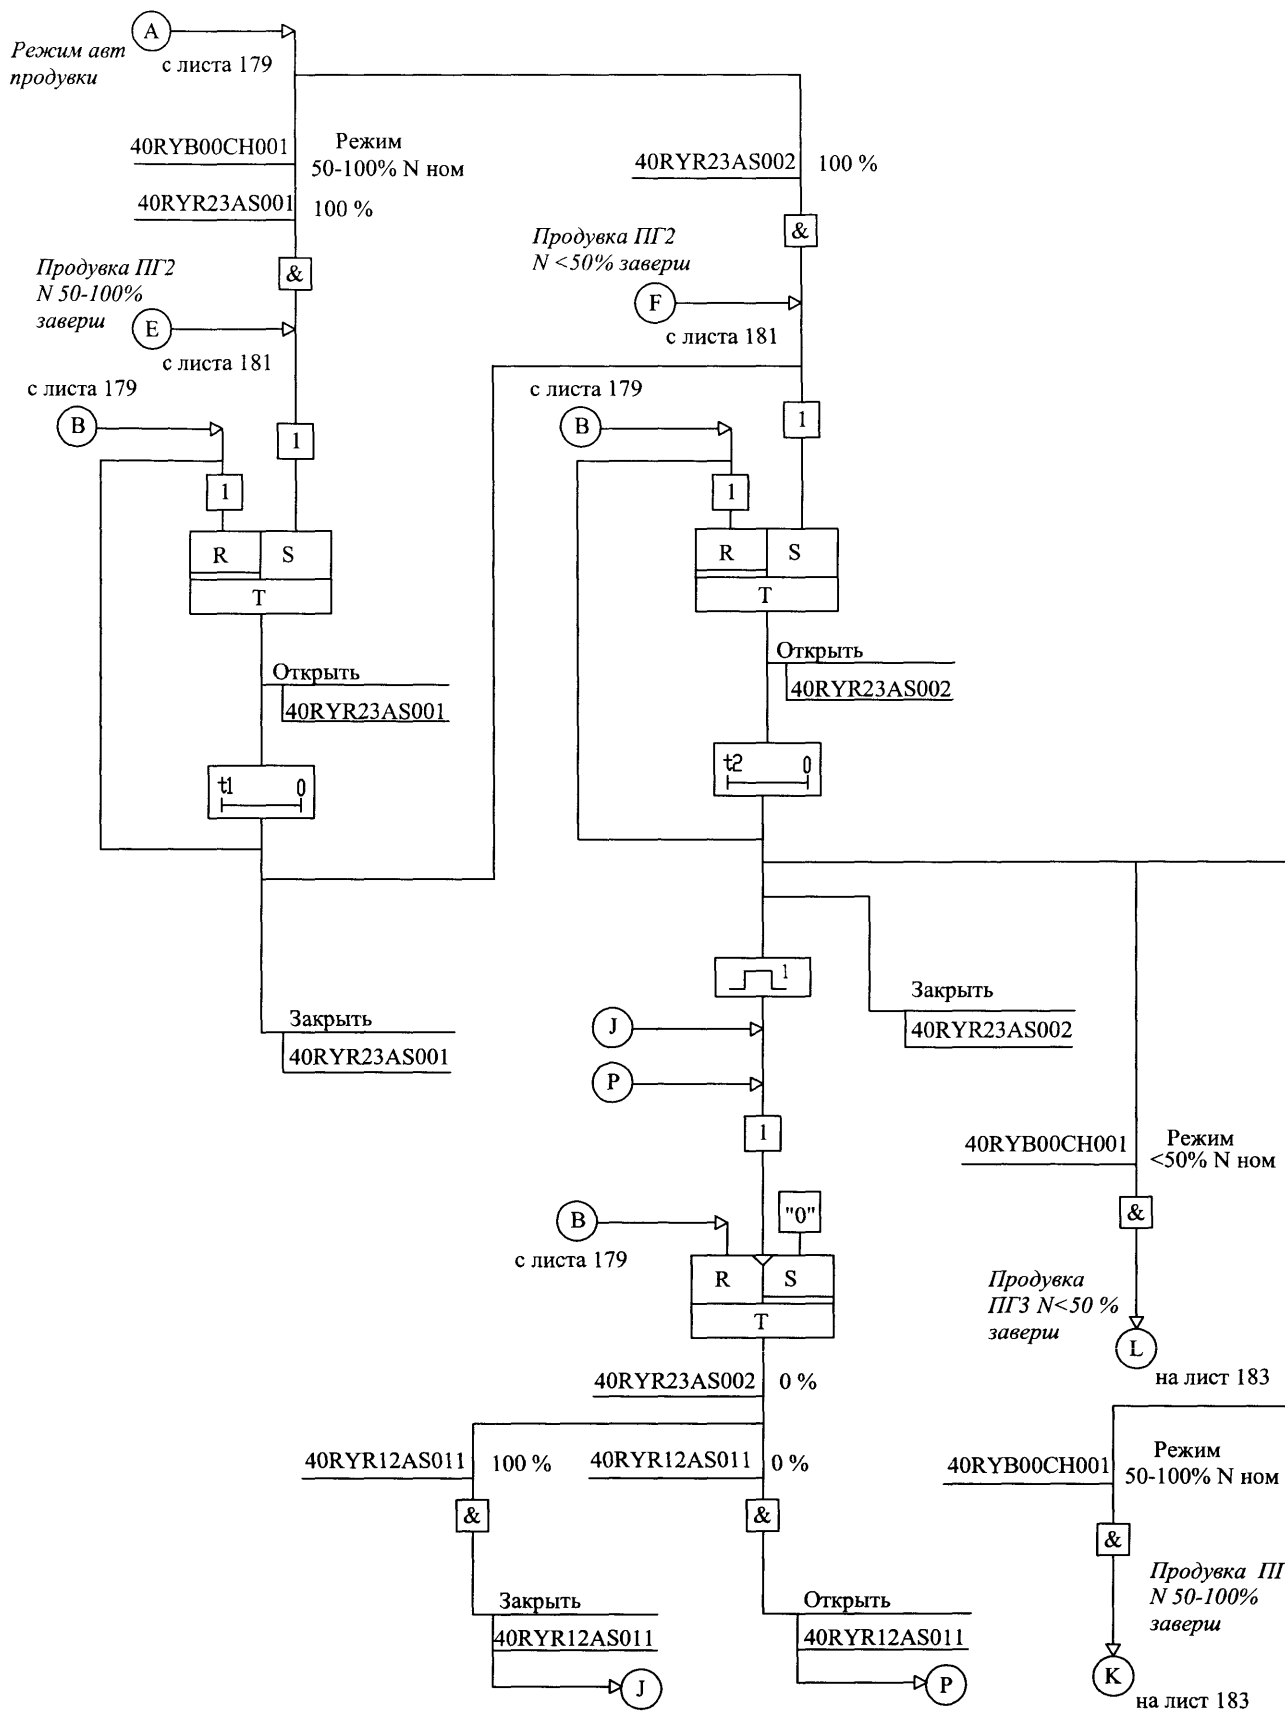 A
Режим авт
продувки
с листа 179
40RYB00CH001
Режим
50-100% N ном
40RYR23AS001
100 %
40RYR23AS002
100 %
&
Продувка ПГ2
N <50% заверш
Продувка ПГ2
N 50-100%
заверш
&
E
F
с листа 181
с листа 181
с листа 179
с листа 179
B
1
B
1
1
1
R
S
T
R
S
T
Открыть
40RYR23AS001
Открыть
40RYR23AS002
t1
0
t2
0
1
Закрыть
40RYR23AS001
Закрыть
40RYR23AS002
J
P
1
40RYB00CH001
Режим
<50% N ном
&
B
"0"
с листа 179
R
S
T
Продувка
ПГ3 N<50 %
заверш
L
на лист 183
40RYR23AS002
0 %
40RYR12AS011
100 %
40RYR12AS011
0 %
40RYB00CH001
Режим
50-100% N ном
&
&
&
Продувка ПГ
N 50-100%
заверш
Закрыть
40RYR12AS011
Открыть
40RYR12AS011
J
P
K
на лист 183